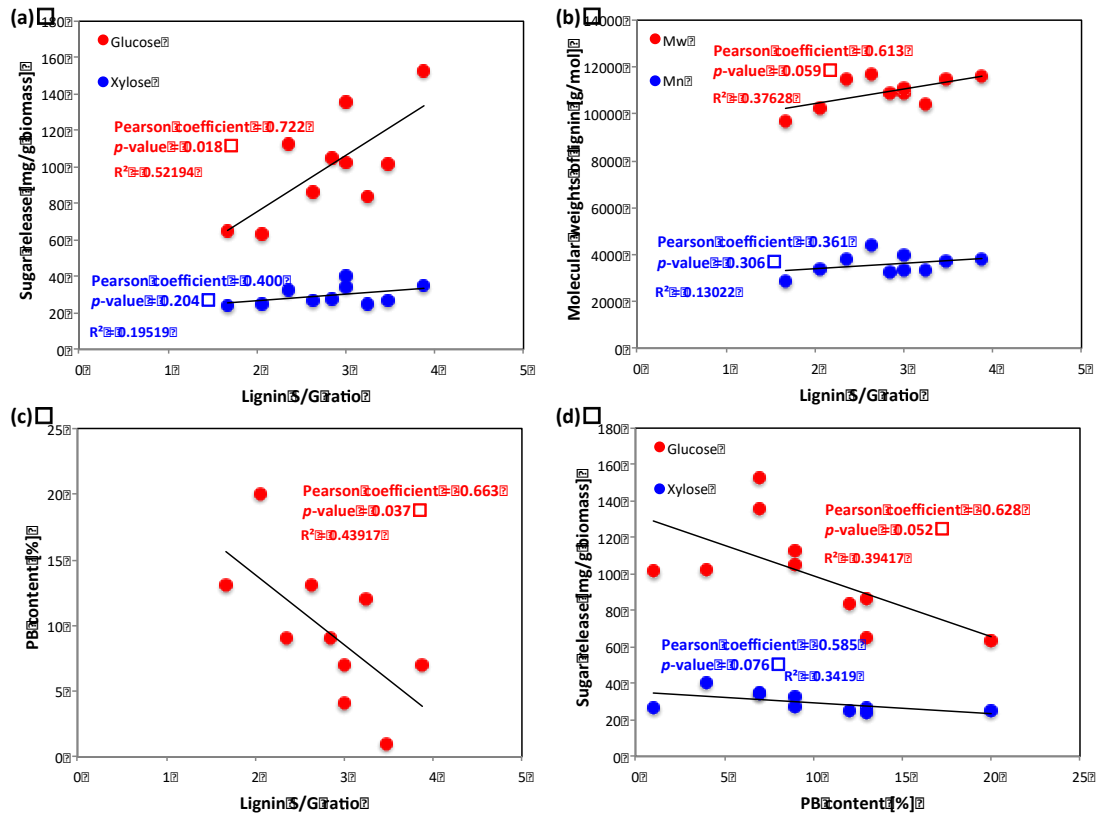 (a)
180
160
140
120
100
80
60
40
20
0
Sugar release [mg/g biomass]
Glucose
Xylose
Pearson coefficient = 0.722
p-value = 0.018
R² = 0.52194
Pearson coefficient = 0.400
p-value = 0.204
R² = 0.19519
0 1 2 3 4 5
Lignin S/G ratio
(b)
14000
12000
10000
8000
6000
4000
2000
0
Molecular weights of lignin [g/mol]
Mw
Mn
Pearson coefficient = 0.613
p-value = 0.059
R² = 0.37628
Pearson coefficient = 0.361
p-value = 0.306
R² = 0.13022
0 1 2 3 4 5
Lignin S/G ratio
(c)
25
20
15
10
5
0
PB content [%]
Pearson coefficient = -0.663
p-value = 0.037
R² = 0.43917
0 1 2 3 4 5
Lignin S/G ratio
(d)
180
160
140
120
100
80
60
40
20
0
Sugar release [mg/g biomass]
Glucose
Xylose
Pearson coefficient = -0.628
p-value = 0.052
R² = 0.39417
Pearson coefficient = -0.585
p-value = 0.076
R² = 0.3419
0 5 10 15 20 25
PB content [%]